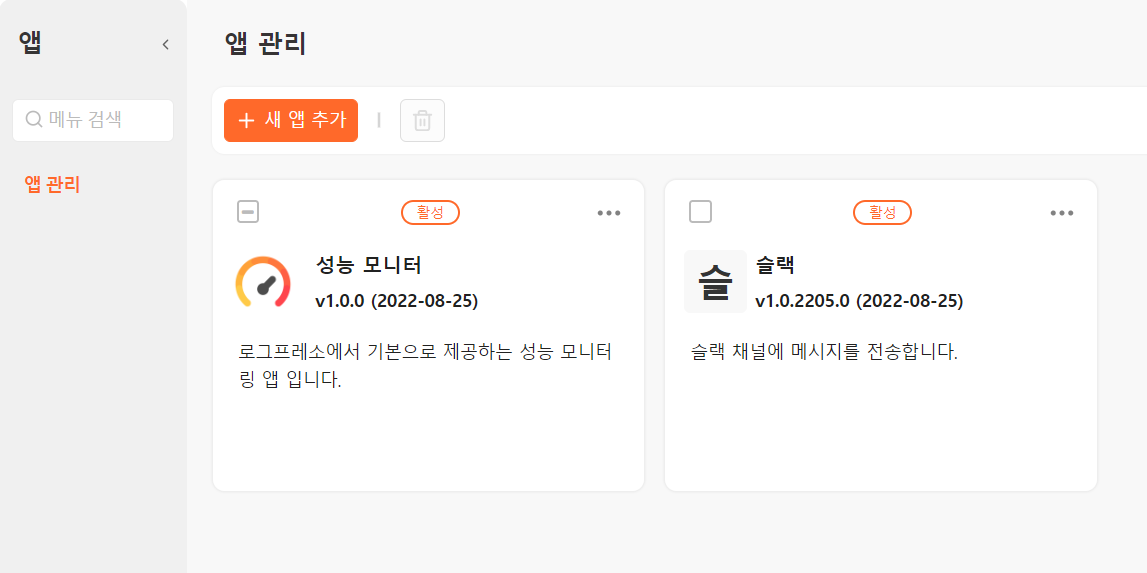 앱
앱 관리
메뉴 검색
새 앱 추가
앱 관리
활성
성능 모니터
v1.0.0 (2022-08-25)
로그프레소에서 기본으로 제공하는 성능 모니터
링 앱 입니다.
활성
슬
슬랙
v1.0.2205.0 (2022-08-25)
슬랙 채널에 메시지를 전송합니다.